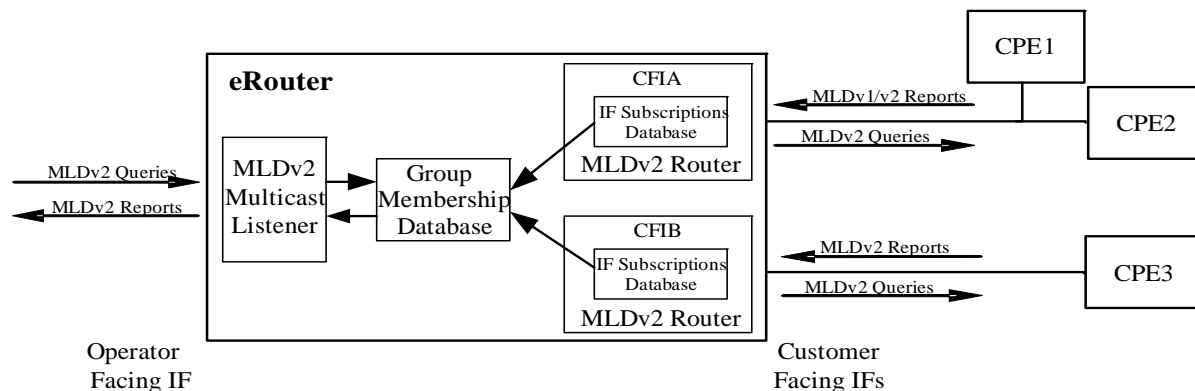 CPE1
eRouter
CFIA
MLDv1/v2 Reports
IF Subscriptions
Database
CPE2
MLDv2 Queries
MLDv2 Router
MLDv2 Queries
MLDv2 Reports
MLDv2
Multicast
Listener
Group
Membership
Database
CFIB
IF Subscriptions
Database
MLDv2 Router
MLDv2 Reports
MLDv2 Queries
CPE3
Operator
Facing IF
Customer
Facing IFs